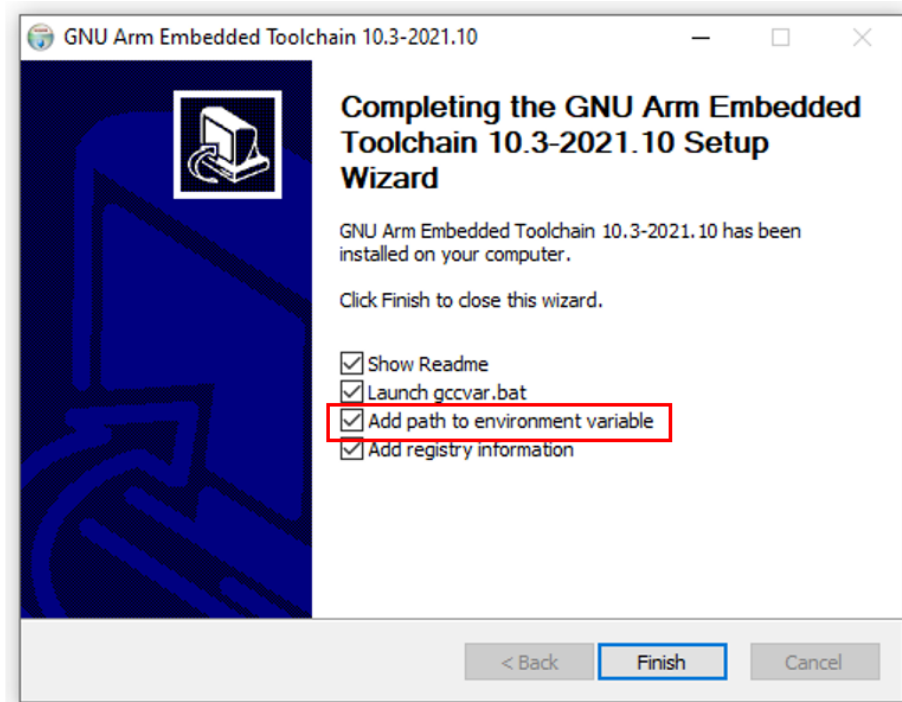 GNU Arm Embedded Toolchain 10.3-2021.10
Completing the GNU Arm Embedded
Toolchain 10.3-2021.10 Setup
Wizard
GNU Arm Embedded Toolchain 10.3-2021.10 has been
installed on your computer.
Click Finish to close this wizard.
Show Readme
Launch gccvar.bat
Add path to environment variable
Add registry information
< Back Finish Cancel